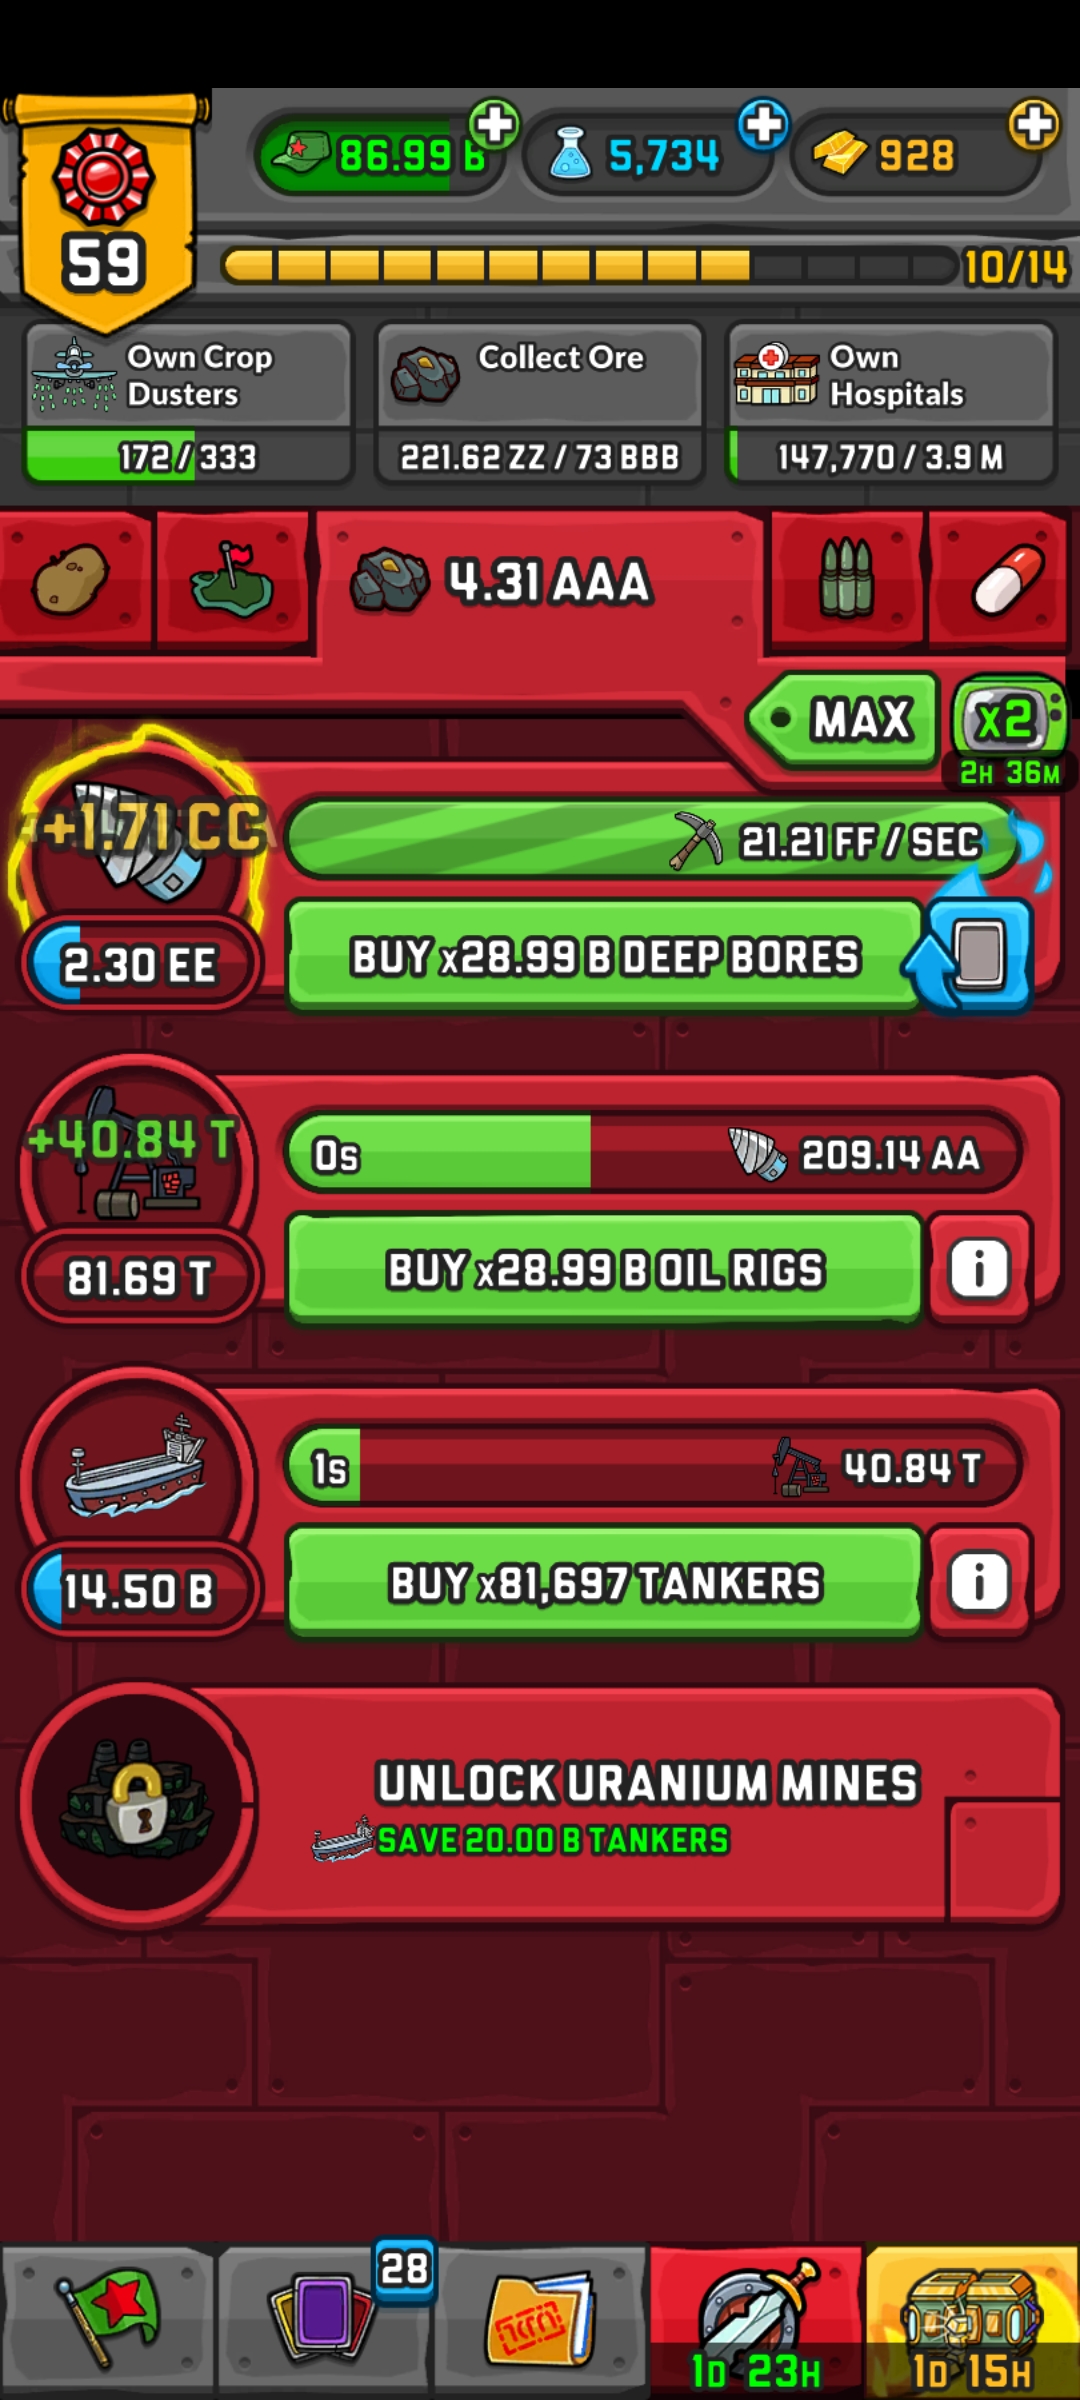 59
86.99 B
5,734
928
10/14
Own Crop
Dusters
172 / 333
Collect Ore
221.62 ZZ / 73 BBB
Own
Hospitals
147,770 / 3.9 M
4.31 AAA
MAX
x2
2H 36M
+1.71 CC
21.21 FF / SEC
2.30 EE
BUY x28.99 B DEEP BORES
+40.84 T
0s
209.14 AA
81.69 T
BUY x28.99 B OIL RIGS
i
1s
40.84 T
14.50 B
BUY x81,697 TANKERS
i
UNLOCK URANIUM MINES
SAVE 20.00 B TANKERS
28
1D 23H
1D 15H